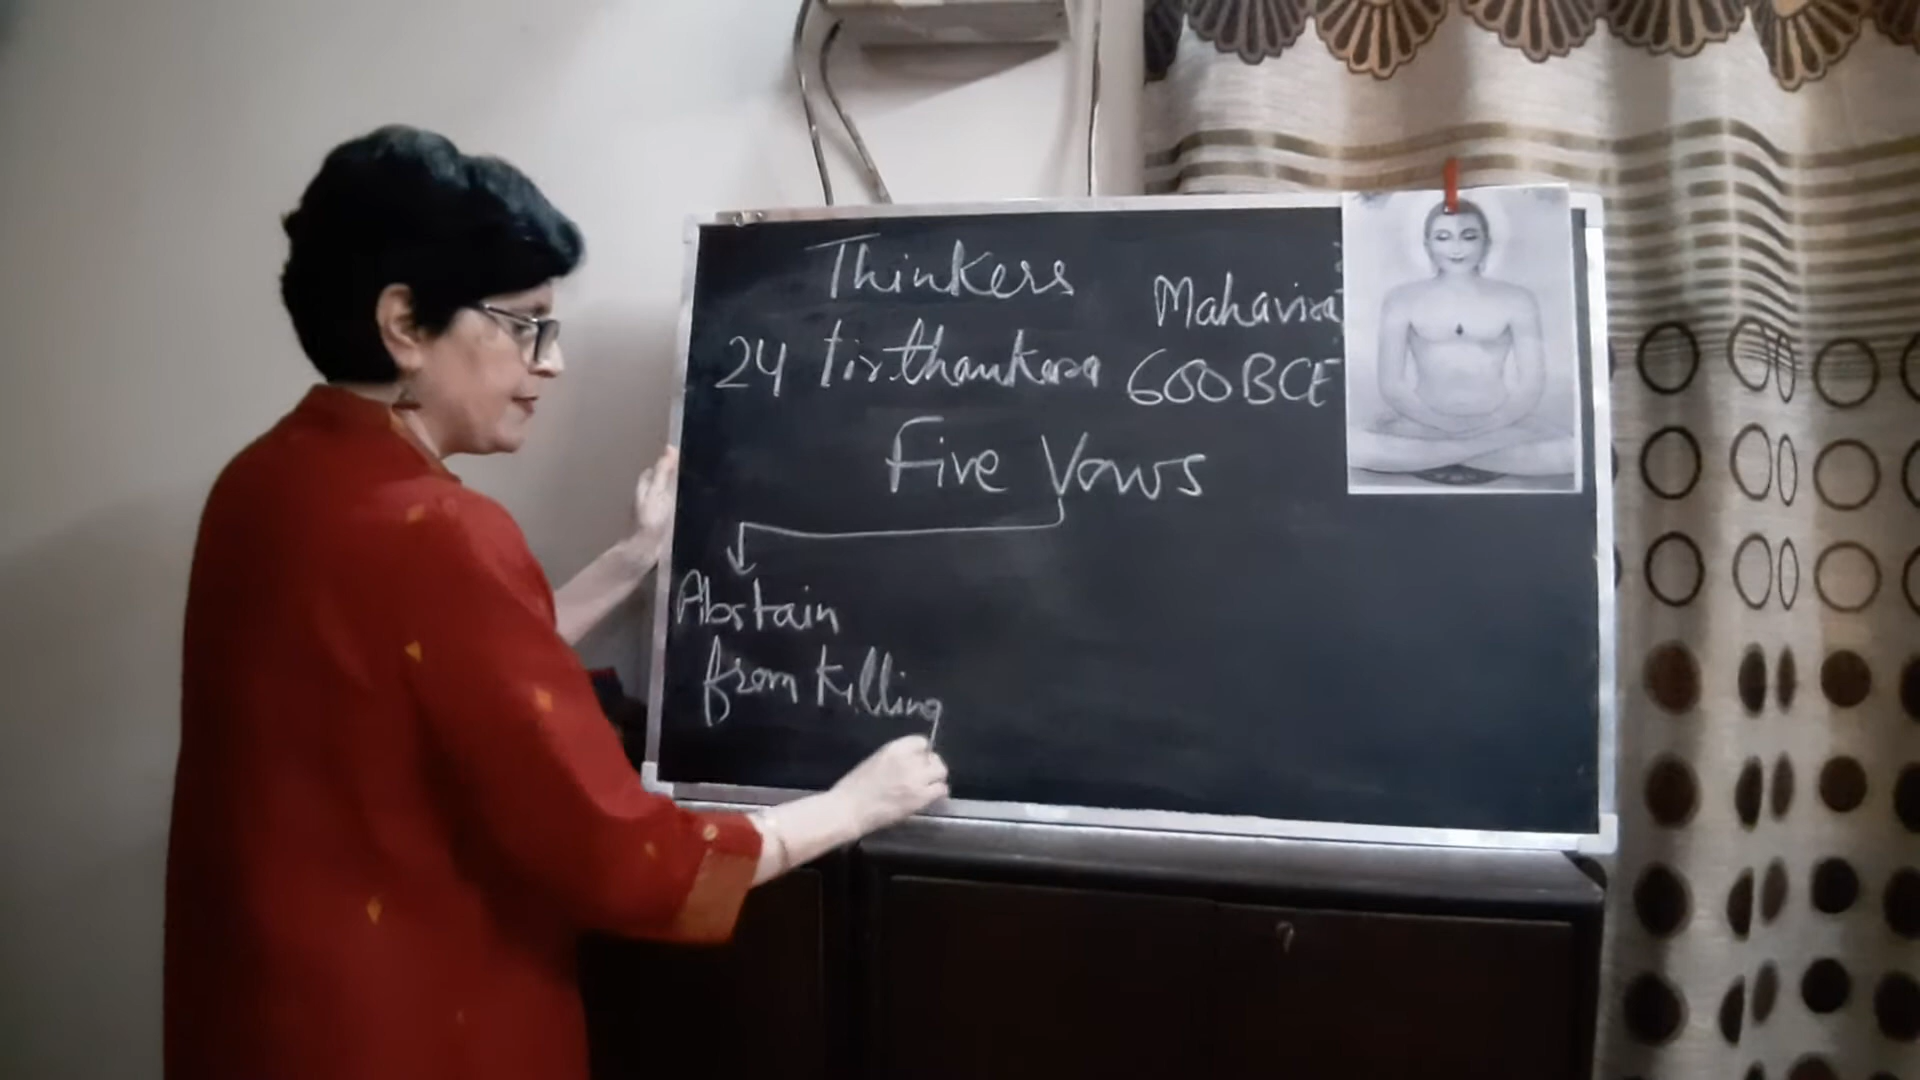 Thinkers
Mahavira
24 tirthankara 600 BCE
Five Vows
Abstain
from killing